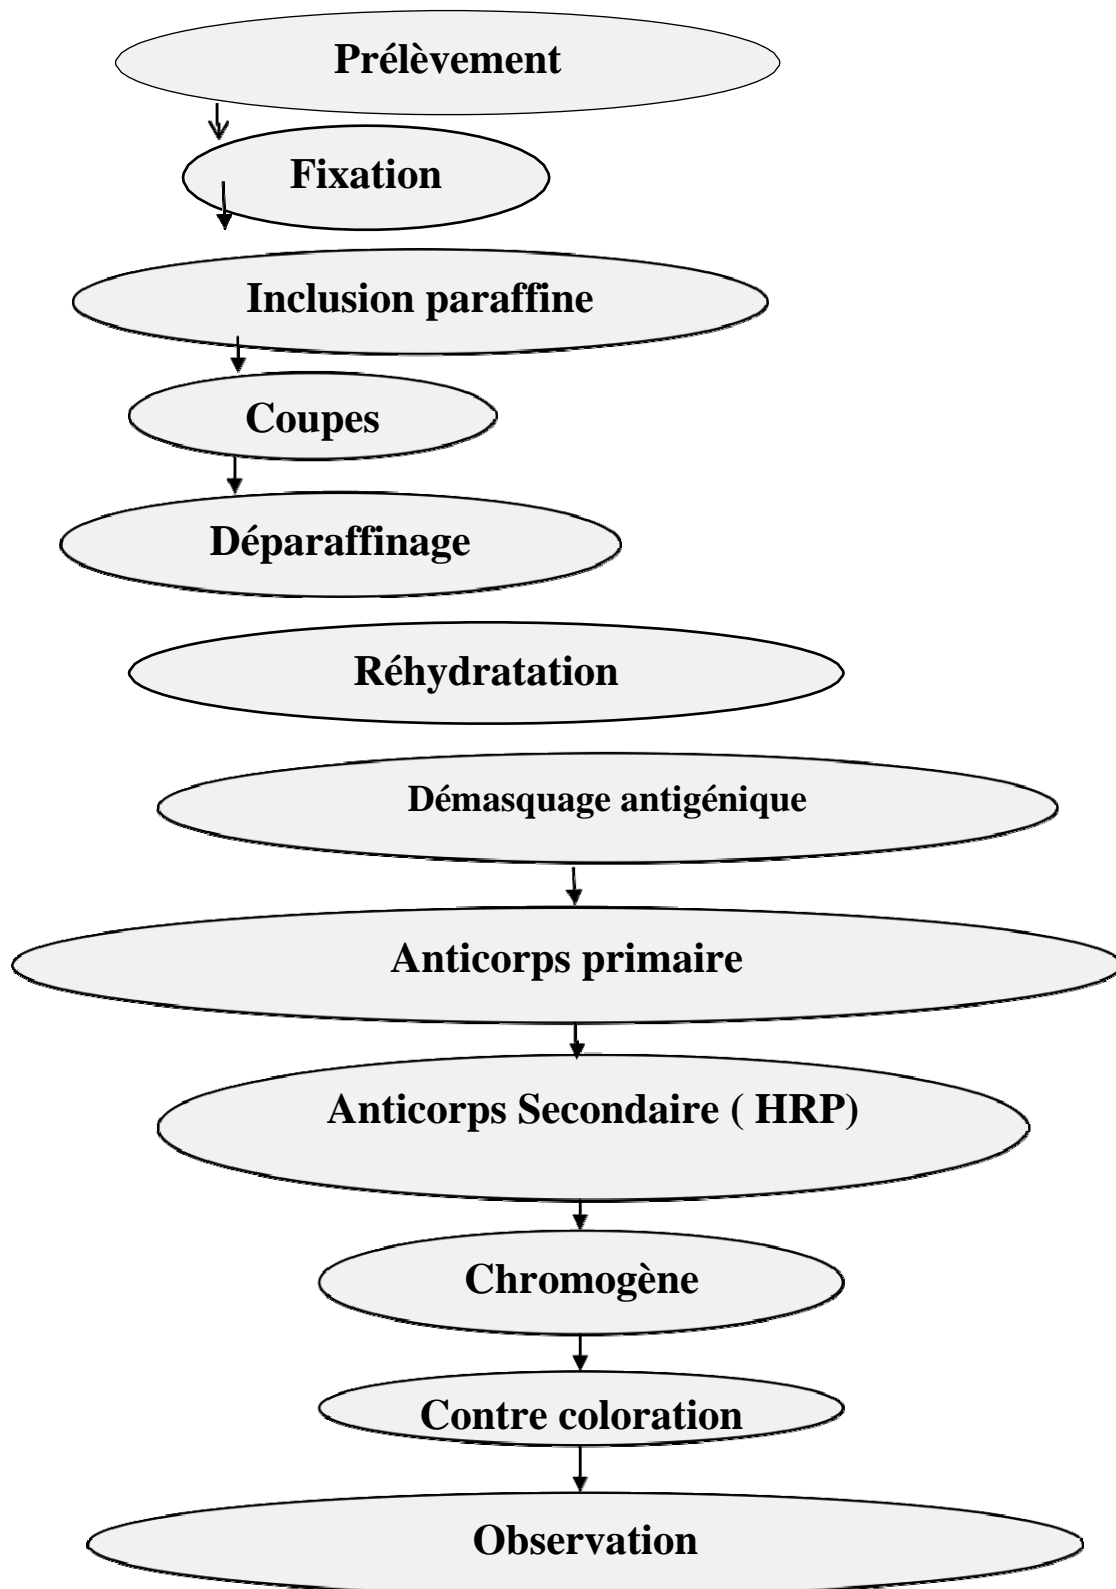 Prélèvement
Fixation
Inclusion paraffine
Coupes
Déparaffinage
Réhydratation
Démasquage antigénique
Anticorps primaire
Anticorps Secondaire ( HRP)
Chromogène
Contre coloration
Observation